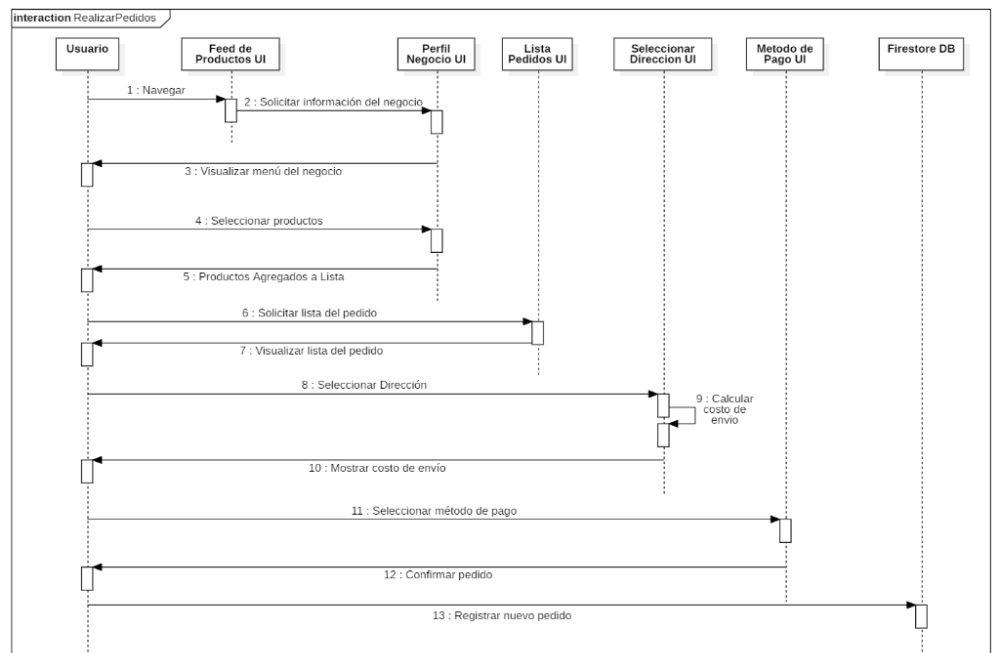 interaction RealizarPedidos
Usuario
Feed de
Productos UI
Perfil
Negocio UI
Lista
Pedidos UI
Seleccionar
Direccion UI
Metodo de
Pago UI
Firestore DB
1 : Navegar
2 : Solicitar información del negocio
3 : Visualizar menú del negocio
4 : Seleccionar productos
5 : Productos Agregados a Lista
6 : Solicitar lista del pedido
7 : Visualizar lista del pedido
8 : Seleccionar Dirección
9 : Calcular
costo de
envio
10 : Mostrar costo de envío
11 : Seleccionar método de pago
12 : Confirmar pedido
13 : Registrar nuevo pedido